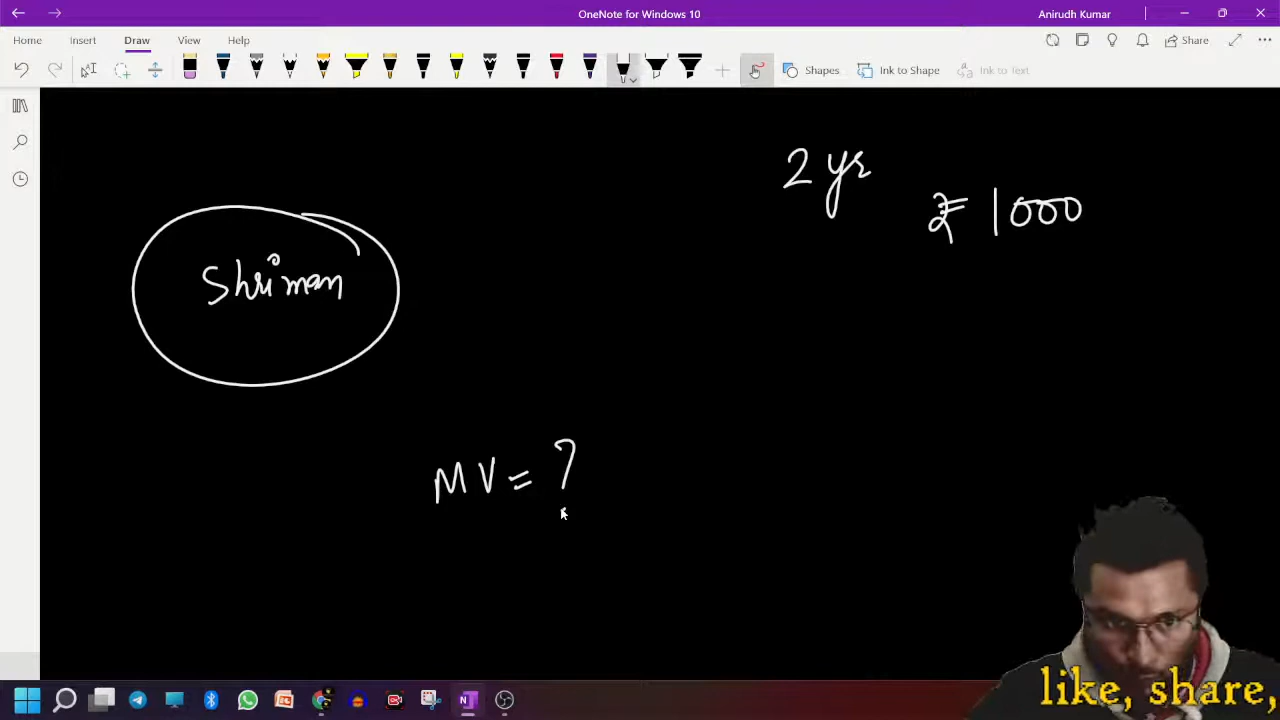 OneNote for Windows 10
Anirudh Kumar
Home Insert Draw View Help
Share
Shapes Ink to Shape Ink to Text
2 yr
₹ 1000
Shriman
MV = ?
like, share,